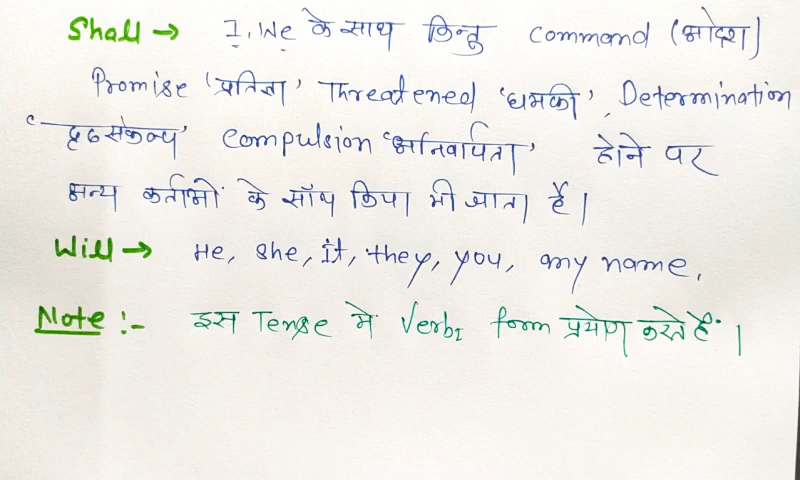 Shall → I, We के साथ किन्तु command (आदेश)
Promise 'प्रतिज्ञा' Threatened 'धमकी', Determination
'दृढसंकल्प' compulsion 'अनिवार्यता' होने पर
अन्य कर्ताओं के साँथ किया भी जाता है।
Will → He, she, it, they, you, any name,
Note :- इस Tense में Verb1 form प्रयोग करते हैं।